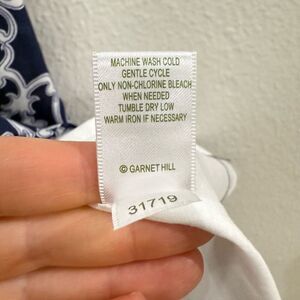 MACHINE WASH COLD
GENTLE CYCLE
ONLY NON-CHLORINE BLEACH
WHEN NEEDED
TUMBLE DRY LOW
WARM IRON IF NECESSARY
© GARNET HILL
31719